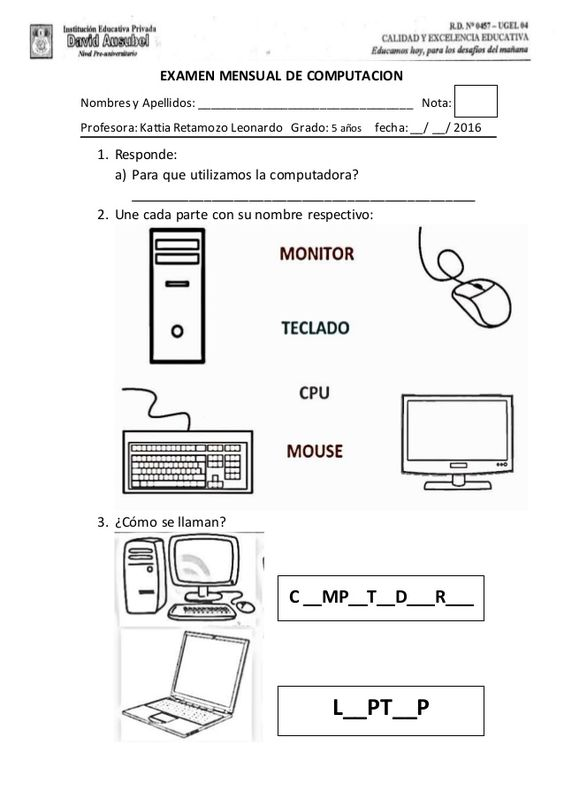 Institución Educativa Privada
David Ausubel
Nivel Pre-universitario
R.D. Nº 0457 – UGEL 04
CALIDAD Y EXCELENCIA EDUCATIVA
Educamos hoy, para los desafíos del mañana
EXAMEN MENSUAL DE COMPUTACION
Nombres y Apellidos: ________________________________ Nota:
Profesora: Kattia Retamozo Leonardo Grado: 5 años fecha: __/ __/ 2016
1. Responde:
a) Para que utilizamos la computadora?
2. Une cada parte con su nombre respectivo:
MONITOR
TECLADO
CPU
MOUSE
3. ¿Cómo se llaman?
C __MP__T__D___R___
L__PT__P